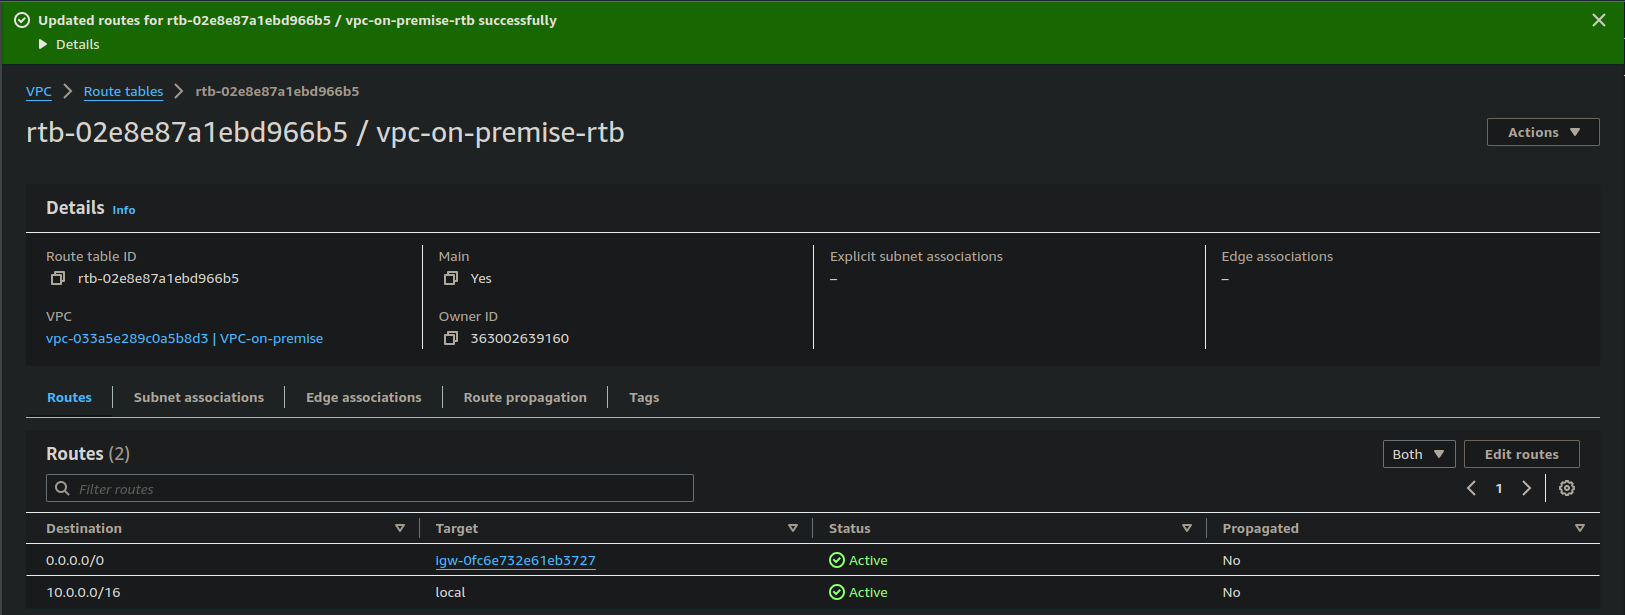 Updated routes for rtb-02e8e87a1ebd966b5 / vpc-on-premise-rtb successfully
Details
VPC Route tables rtb-02e8e87a1ebd966b5
rtb-02e8e87a1ebd966b5 / vpc-on-premise-rtb
Actions
Details Info
Route table ID
rtb-02e8e87a1ebd966b5
Main
Yes
Explicit subnet associations
–
Edge associations
–
VPC
vpc-033a5e289c0a5b8d3 | VPC-on-premise
Owner ID
363002639160
Routes Subnet associations Edge associations Route propagation Tags
Routes (2)
Both Edit routes
Filter routes
1
Destination Target Status Propagated
0.0.0.0/0 igw-0fc6e732e61eb3727 Active No
10.0.0.0/16 local Active No